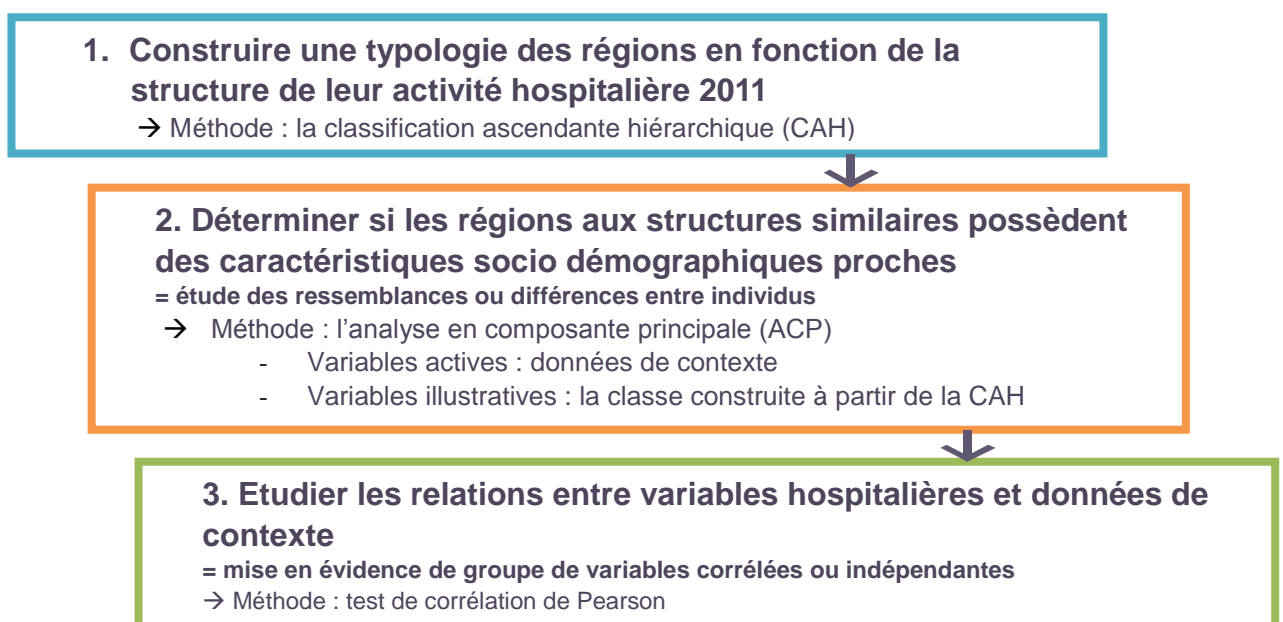 1. Construire une typologie des régions en fonction de la
structure de leur activité hospitalière 2011
→ Méthode : la classification ascendante hiérarchique (CAH)
2. Déterminer si les régions aux structures similaires possèdent
des caractéristiques socio démographiques proches
= étude des ressemblances ou différences entre individus
→ Méthode : l'analyse en composante principale (ACP)
- Variables actives : données de contexte
- Variables illustratives : la classe construite à partir de la CAH
3. Etudier les relations entre variables hospitalières et données de
contexte
= mise en évidence de groupe de variables corrélées ou indépendantes
→ Méthode : test de corrélation de Pearson